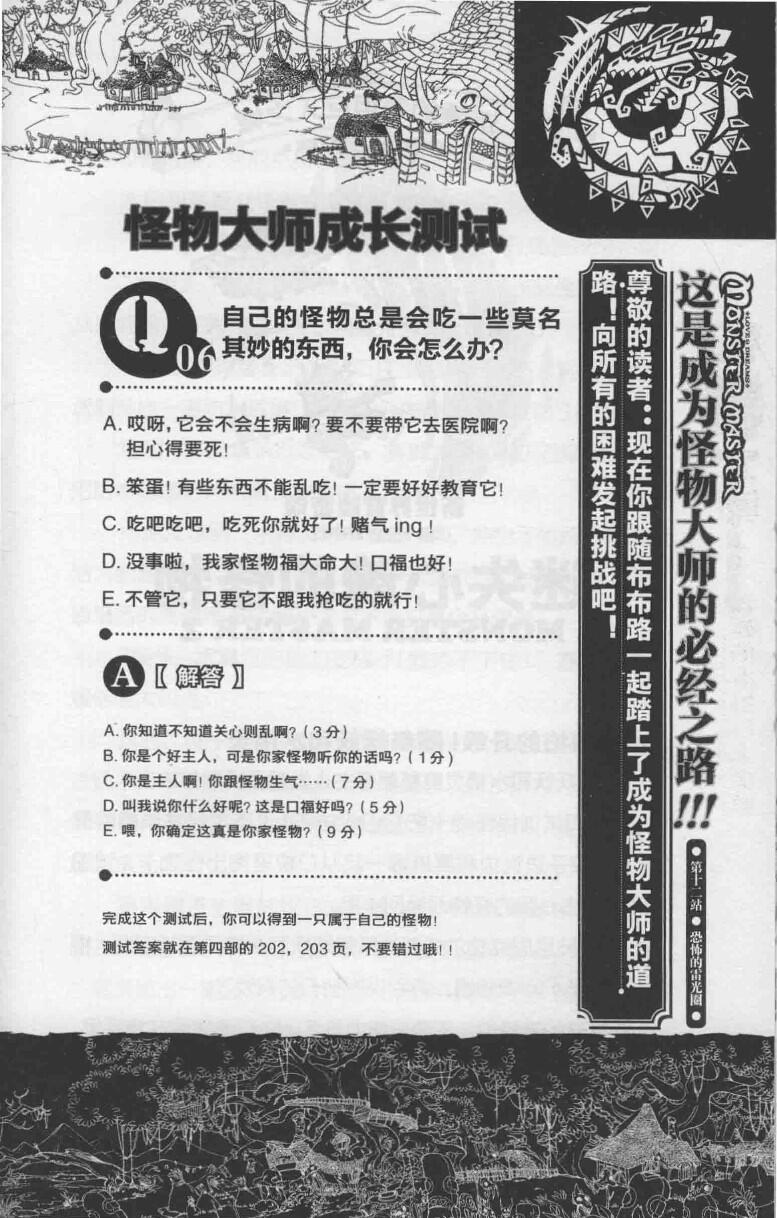 怪物大师成长测试
Q 06
自己的怪物总是会吃一些莫名
其妙的东西，你会怎么办？
A. 哎呀，它会不会生病啊？要不要带它去医院啊？
担心得要死！
B. 笨蛋！有些东西不能乱吃！一定要好好教育它！
C. 吃吧吃吧，吃死你就好了！赌气 ing！
D. 没事啦，我家怪物福大命大！口福也好！
E. 不管它，只要它不跟我抢吃的就行！
A【解答】
A. 你知道不知道关心则乱啊？（3 分）
B. 你是个好主人，可是你家怪物听你的话吗？（1 分）
C. 你是主人啊！你跟怪物生气……（7 分）
D. 叫我说你什么好呢？这是口福好吗？（5 分）
E. 喂，你确定这真是你家怪物？（9 分）
完成这个测试后，你可以得到一只属于自己的怪物！
测试答案就在第四部的 202，203 页，不要错过哦！！
MONSTER MASTER
+LOVES DREAMS+
这是成为怪物大师的必经之路！！！
●第十二站●恐怖的雷光圈●
尊敬的读者：现在你跟随布布路一起踏上了成为怪物大师的道
路！向所有的困难发起挑战吧！